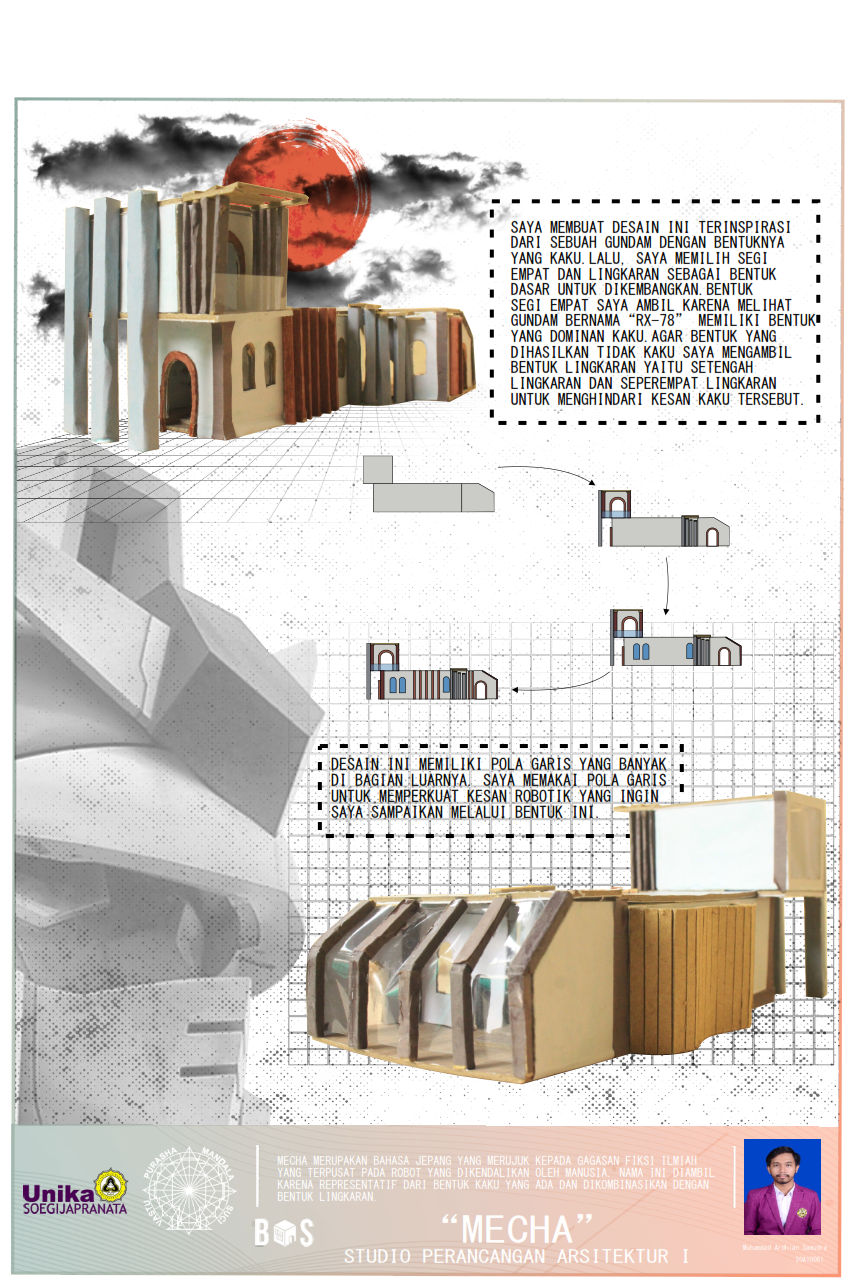 SAYA MEMBUAT DESAIN INI TERINSPIRASI
DARI SEBUAH GUNDAM DENGAN BENTUKNYA
YANG KAKU.LALU, SAYA MEMILIH SEGI
EMPAT DAN LINGKARAN SEBAGAI BENTUK
DASAR UNTUK DIKEMBANGKAN.BENTUK
SEGI EMPAT SAYA AMBIL KARENA MELIHAT
GUNDAM BERNAMA “RX-78” MEMILIKI BENTUK
YANG DOMINAN KAKU.AGAR BENTUK YANG
DIHASILKAN TIDAK KAKU SAYA MENGAMBIL
BENTUK LINGKARAN YAITU SETENGAH
LINGKARAN DAN SEPEREMPAT LINGKARAN
UNTUK MENGHINDARI KESAN KAKU TERSEBUT.
DESAIN INI MEMILIKI POLA GARIS YANG BANYAK
DI BAGIAN LUARNYA. SAYA MEMAKAI POLA GARIS
UNTUK MEMPERKUAT KESAN ROBOTIK YANG INGIN
SAYA SAMPAIKAN MELALUI BENTUK INI.
Unika
SOEGIJAPRANATA
VASTU PURUSHA MANDALA
MECHA MERUPAKAN BAHASA JEPANG YANG MERUJUK KEPADA GAGASAN FIKSI ILMIAH
YANG TERPUSAT PADA ROBOT YANG DIKENDALIKAN OLEH MANUSIA. NAMA INI DIAMBIL
KARENA REPRESENTATIF DARI BENTUK KAKU YANG ADA DAN DIKOMBINASIKAN DENGAN
BENTUK LINGKARAN.
BOS
“MECHA”
STUDIO PERANCANGAN ARSITEKTUR I
Muhammad